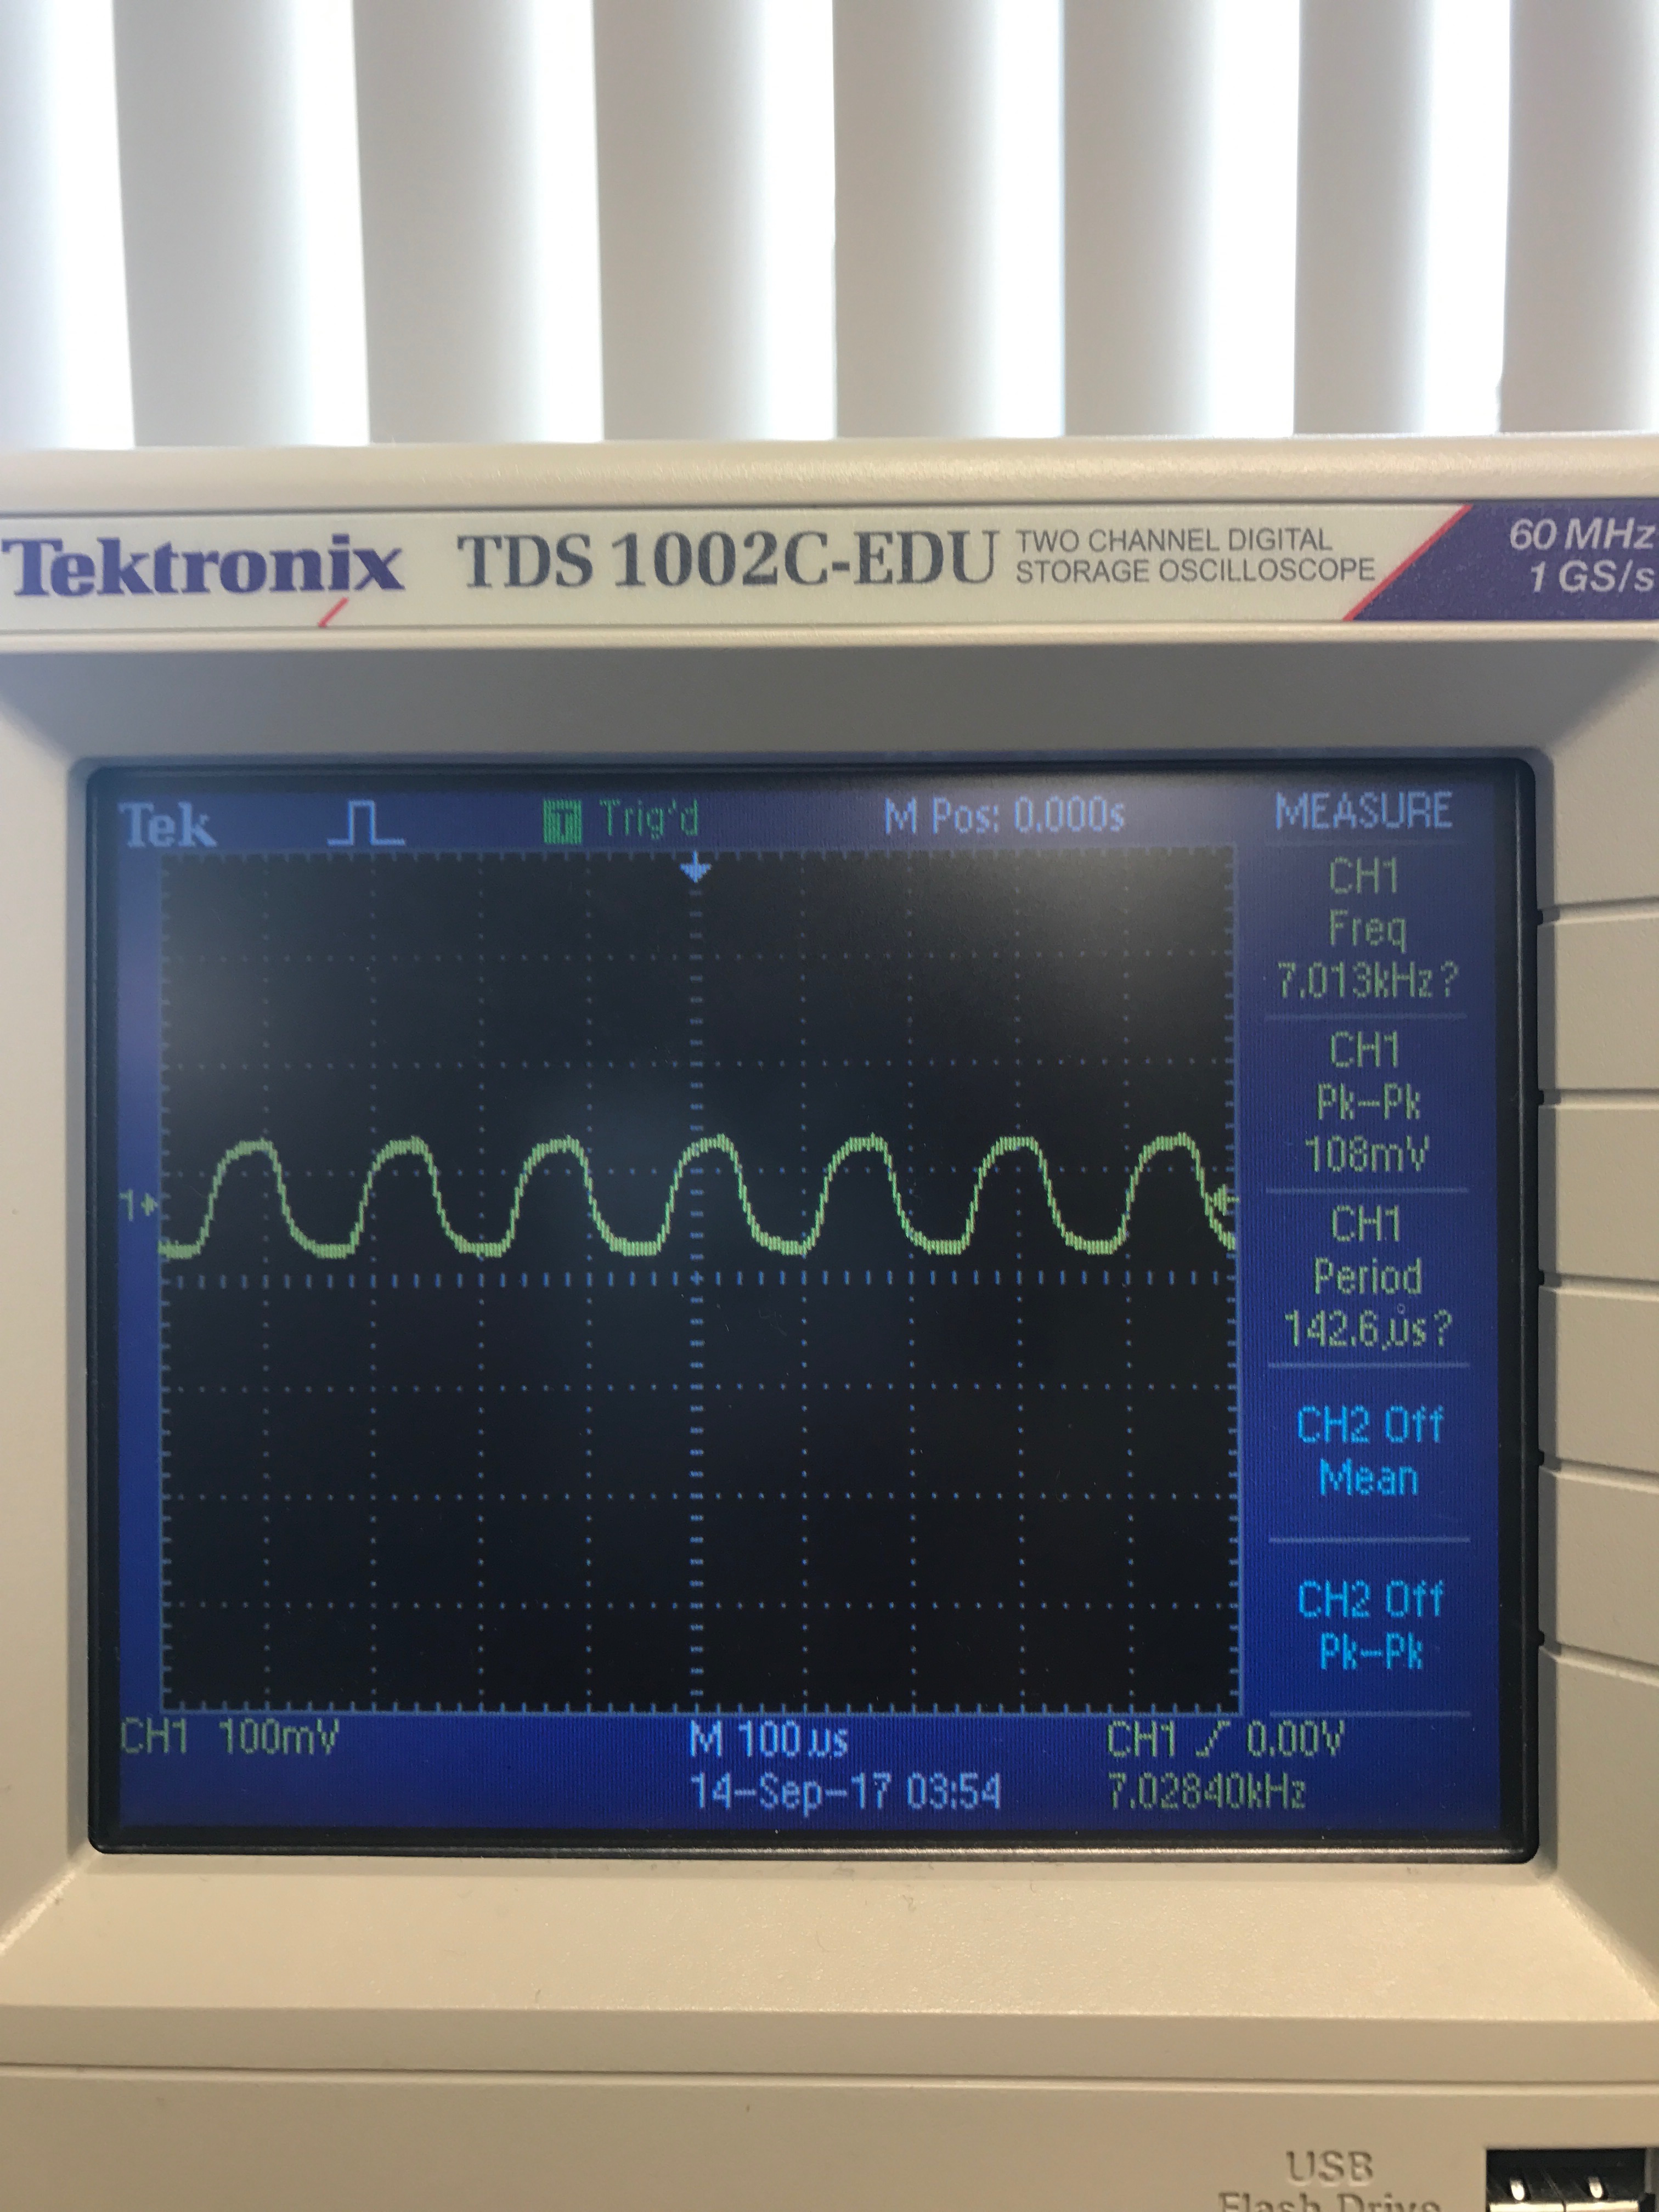 Tektronix TDS 1002C-EDU TWO CHANNEL DIGITAL STORAGE OSCILLOSCOPE
60 MHz
1 GS/s
Tek T Trig'd M Pos: 0.000s MEASURE
CH1
Freq
7.013kHz?
CH1
Pk-Pk
108mV
CH1
Period
142.6µs?
CH2 Off
Mean
CH2 Off
Pk-Pk
1
CH1 100mV M 100µs CH1 0.00V
14-Sep-17 03:54 7.02840kHz
USB
Flash Drive